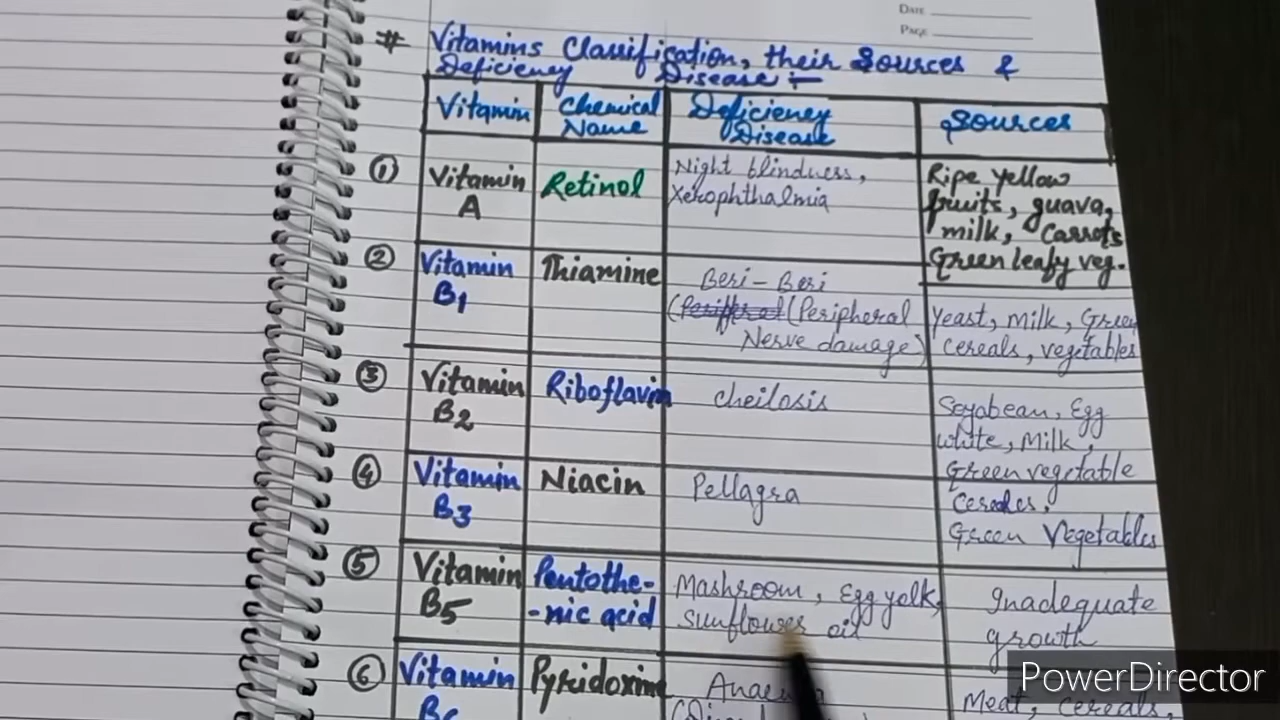 DATE
PAGE
# Vitamins Classification, their Sources &
Deficiency Disease :-
Vitamin Chemical Name Deficiency Disease Sources
① Vitamin A Retinol Night blindness, Xerophthalmia Ripe yellow fruits, guava, milk, Carrots Green leafy veg.
② Vitamin B1 Thiamine Beri-Beri (Peripheral Nerve damage) Yeast, Milk, Green cereals, vegetables
③ Vitamin B2 Riboflavin Cheilosis Soyabean, Egg white, Milk, Green vegetable
④ Vitamin B3 Niacin Pellagra Cereales, Green Vegetables
⑤ Vitamin B5 Pentothe- -nic acid Mashroom, Egg yolk, Sunflower oil Inadequate growth
⑥ Vitamin B6 Pyridoxine Meat, Cereals,
PowerDirector